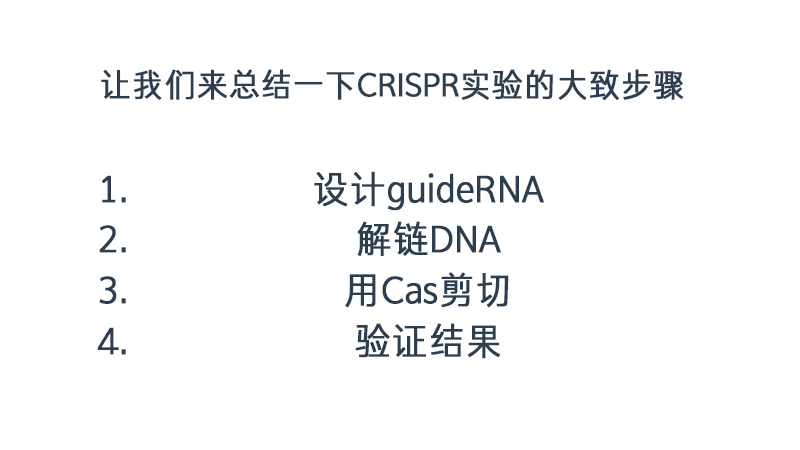 让我们来总结一下CRISPR实验的大致步骤
1. 设计guideRNA
2. 解链DNA
3. 用Cas剪切
4. 验证结果